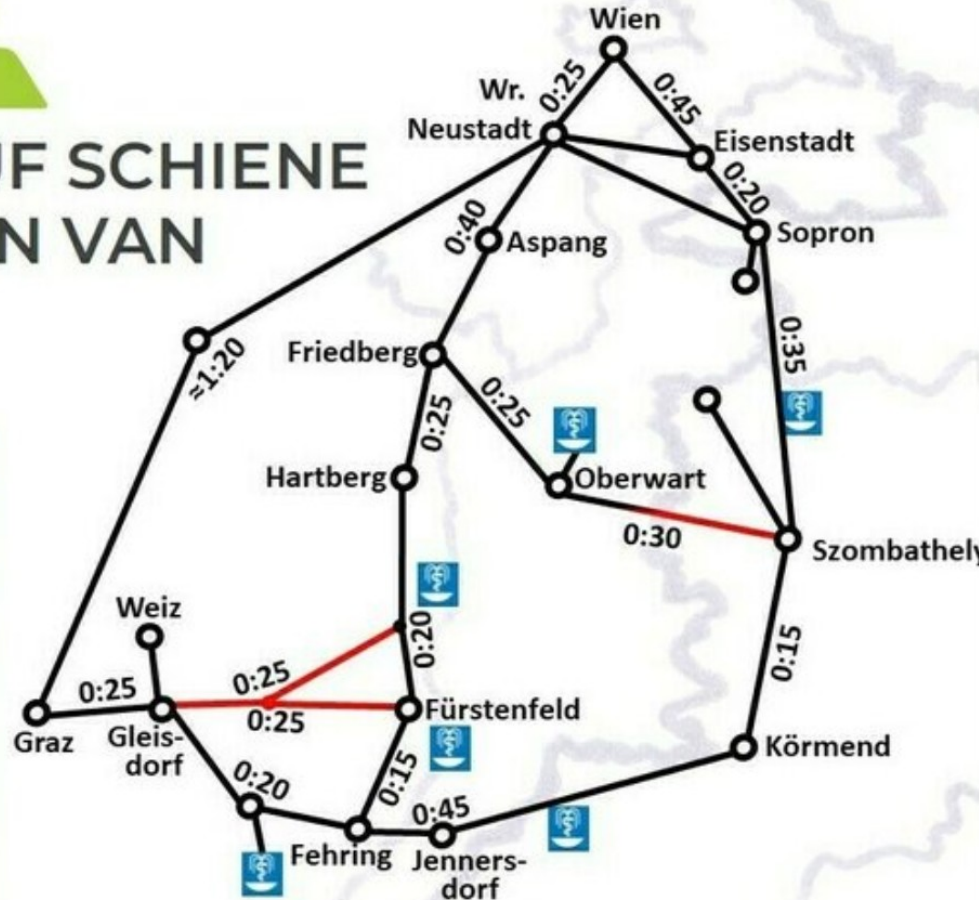 Wien
0:25
0:45
Wr.
Neustadt
Eisenstadt
0:20
UF SCHIENE
N VAN
0:40
Aspang
Sopron
≈1:20
Friedberg
0:35
0:25
0:25
Hartberg
Oberwart
0:30
Szombathely
Weiz
0:20
0:15
0:25
0:25
0:25
Graz
Gleis-
dorf
Fürstenfeld
Körmend
0:20
0:15
0:45
Fehring
Jenners-
dorf